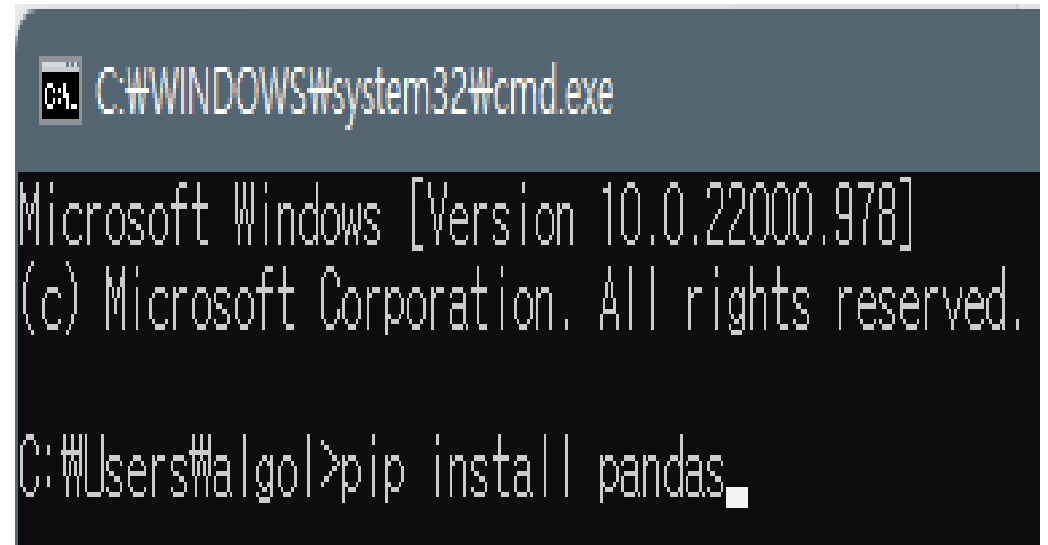 C:\. C:₩WINDOWS₩system32₩cmd.exe
Microsoft Windows [Version 10.0.22000.978]
(c) Microsoft Corporation. All rights reserved.
C:₩Users₩algol>pip install pandas